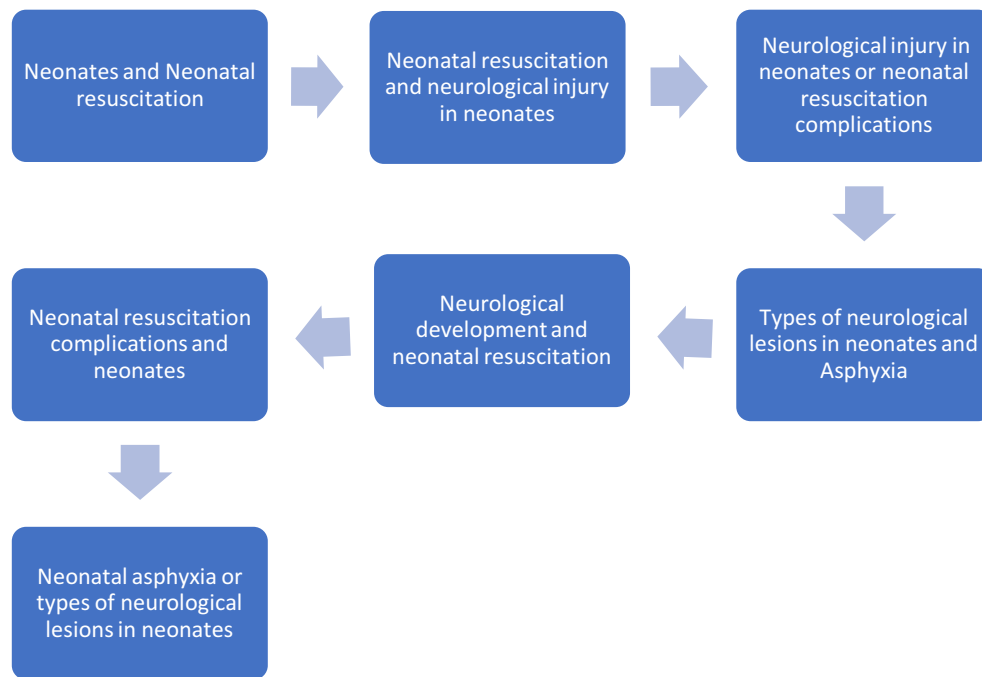 Neonates and Neonatal
resuscitation
Neonatal resuscitation
and neurological injury
in neonates
Neurological injury in
neonates or neonatal
resuscitation
complications
Types of neurological
lesions in neonates and
Asphyxia
Neurological
development and
neonatal resuscitation
Neonatal resuscitation
complications and
neonates
Neonatal asphyxia or
types of neurological
lesions in neonates